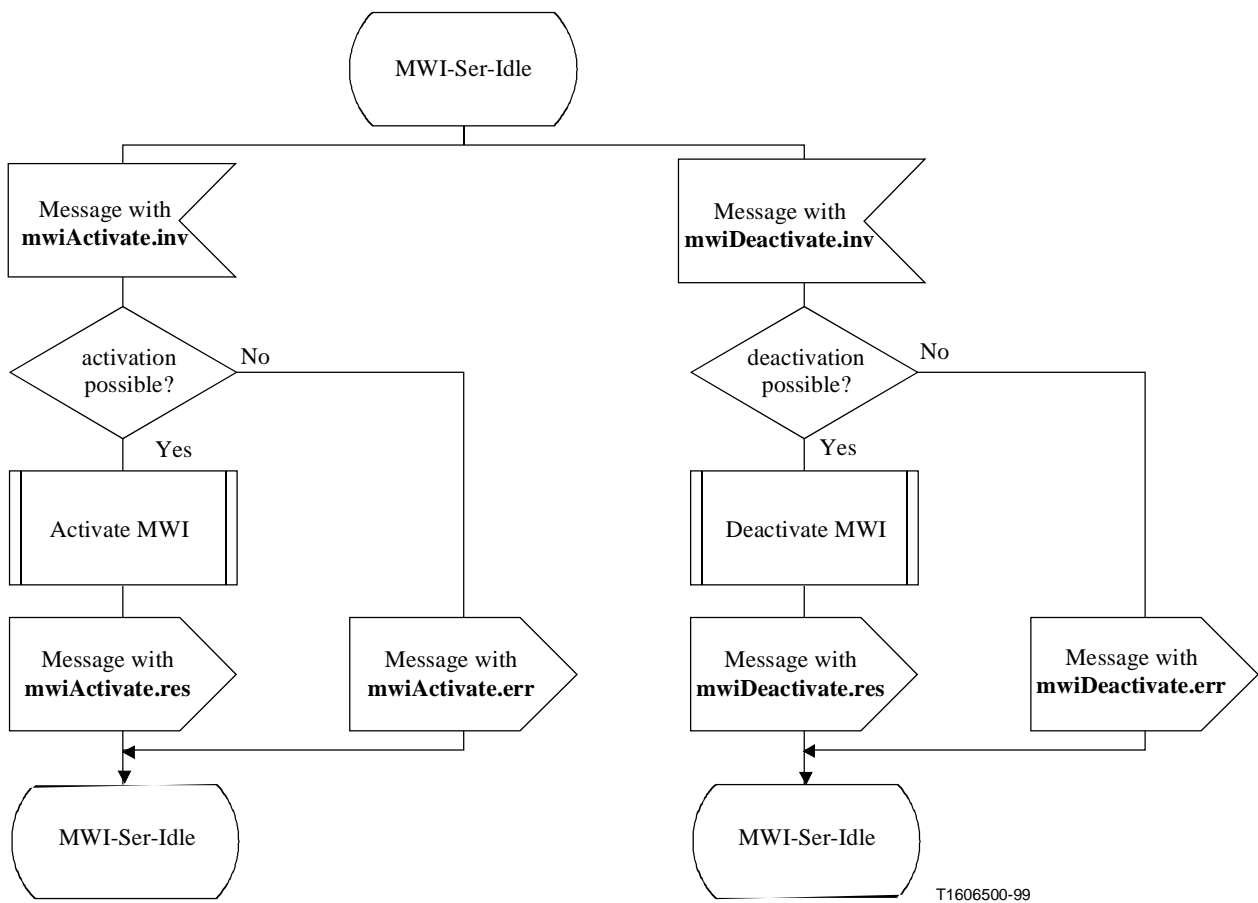 MWI-Ser-Idle
Message with
mwiActivate.inv
Message with
mwiDeactivate.inv
activation
possible?
No
Yes
deactivation
possible?
No
Yes
Activate MWI
Deactivate MWI
Message with
mwiActivate.res
Message with
mwiActivate.err
Message with
mwiDeactivate.res
Message with
mwiDeactivate.err
MWI-Ser-Idle
MWI-Ser-Idle
T1606500-99